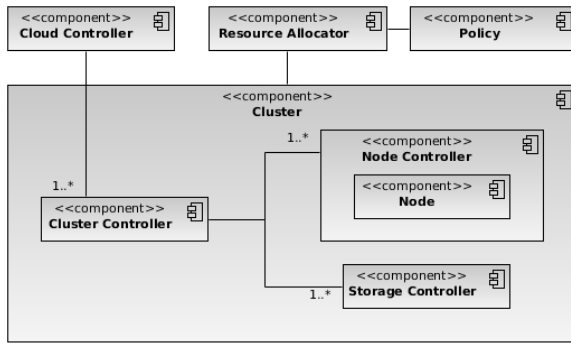 <<component>>
Cloud Controller
<<component>>
Resource Allocator
<<component>>
Policy
<<component>>
Cluster
1..*
<<component>>
Node Controller
<<component>>
Node
1..*
<<component>>
Cluster Controller
<<component>>
Storage Controller
1..*